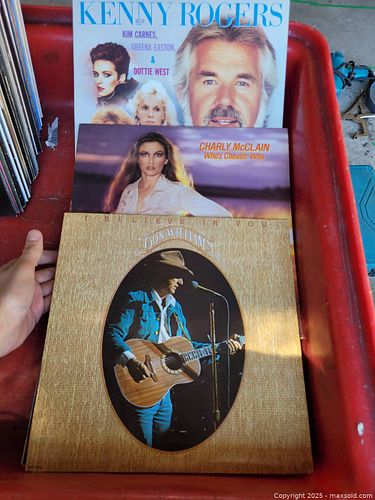 KENNY ROGERS
WITH
KIM CARNES,
SHEENA EASTON,
&
DOTTIE WEST
CHARLY McCLAIN
WHO'S CHEATIN' WHO
I BELIEVE IN YOU
DON WILLIAMS
Copyright 2025 - maxsold.com